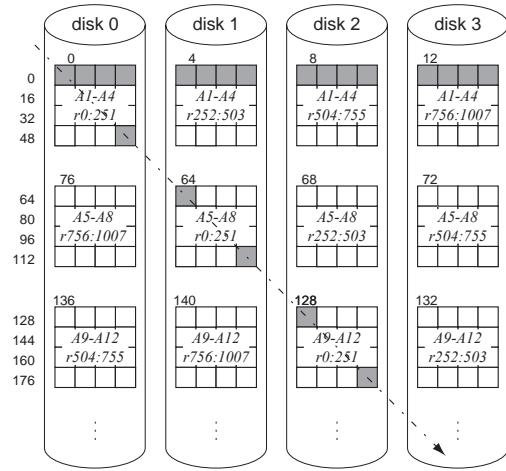 disk 0 disk 1 disk 2 disk 3
0 4 8 12
0
16
32
48
A1-A4 A1-A4 A1-A4 A1-A4
r0:251 r252:503 r504:755 r756:1007
76 64 68 72
64
80
96
112
A5-A8 A5-A8 A5-A8 A5-A8
r756:1007 r0:251 r252:503 r504:755
136 140 128 132
128
144
160
176
A9-A12 A9-A12 A9-A12 A9-A12
r504:755 r756:1007 r0:251 r252:503